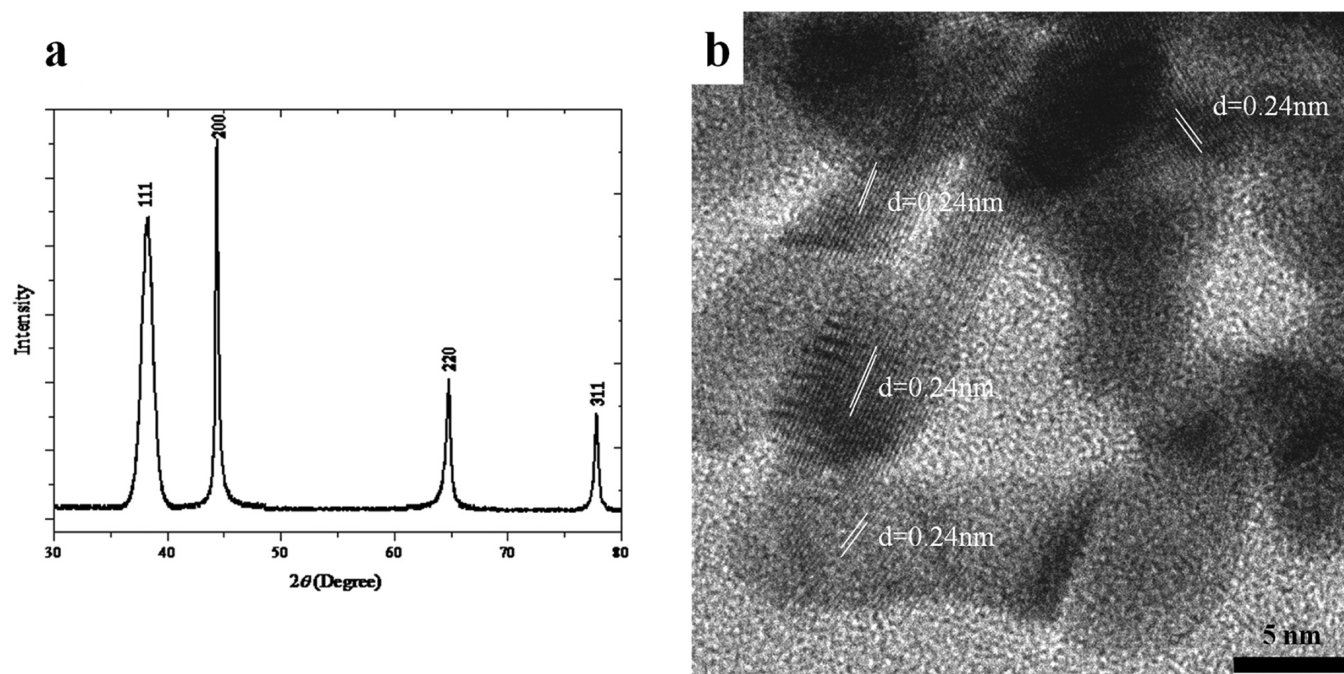 a
111
200
220
311
Intensity
30 40 50 60 70 80
2θ (Degree)
b
d=0.24nm
d=0.24nm
d=0.24nm
d=0.24nm
5 nm